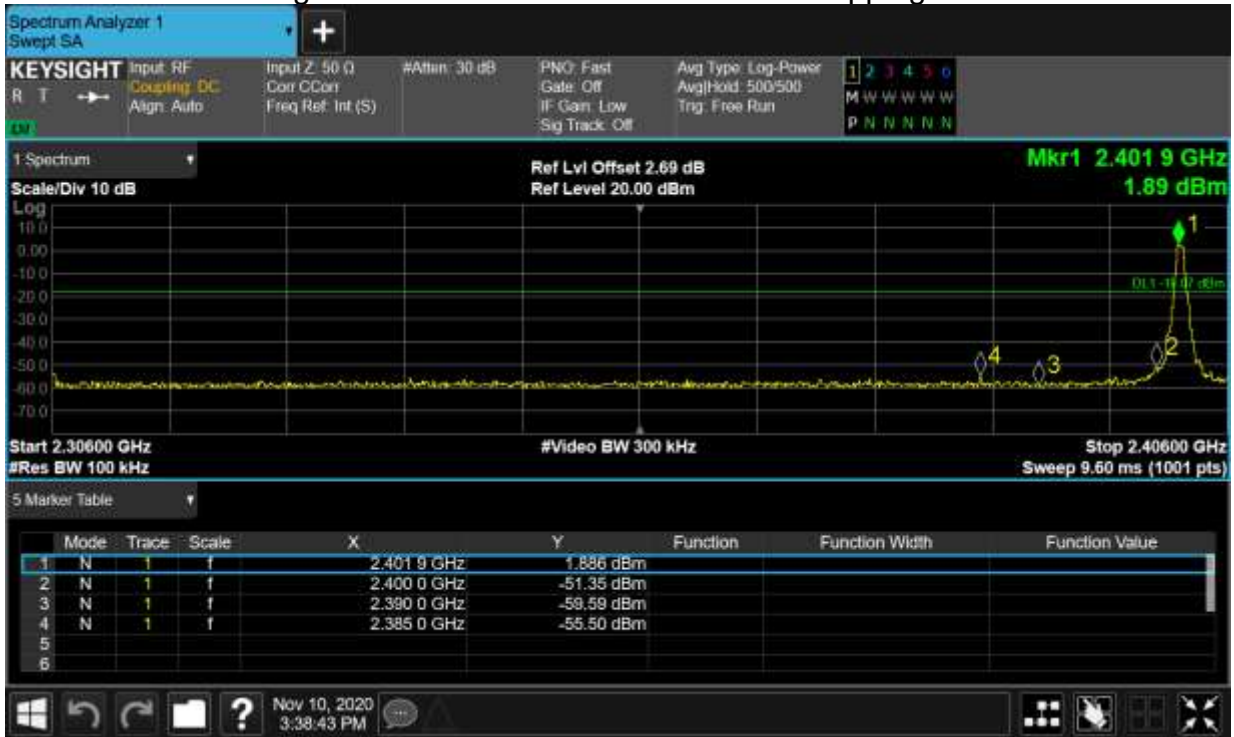 Spectrum Analyzer 1
Swept SA
+
KEYSIGHT Input: RF Input Z: 50 Ω #Atten: 30 dB PNO: Fast Avg Type: Log-Power 1 2 3 4 5 6
R T Coupling: DC Corr CCorr Gate: Off Avg|Hold: 500/500 M W W W W W
Align: Auto Freq Ref: Int (S) IF Gain: Low Trig: Free Run
Sig Track: Off P N N N N N
1 Spectrum
Ref Lvl Offset 2.69 dB Mkr1 2.401 9 GHz
Scale/Div 10 dB Ref Level 20.00 dBm 1.89 dBm
Log
10.0
0.00
-10.0
-20.0
-30.0
-40.0
-50.0
-60.0
-70.0
1
2
3
4
Start 2.30600 GHz #Video BW 300 kHz Stop 2.40600 GHz
#Res BW 100 kHz Sweep 9.60 ms (1001 pts)
5 Marker Table
Mode Trace Scale X Y Function Function Width Function Value
1 N 1 f 2.401 9 GHz 1.886 dBm
2 N 1 f 2.400 0 GHz -51.35 dBm
3 N 1 f 2.390 0 GHz -59.59 dBm
4 N 1 f 2.385 0 GHz -55.50 dBm
5
6
?
Nov 10, 2020
3:38:43 PM